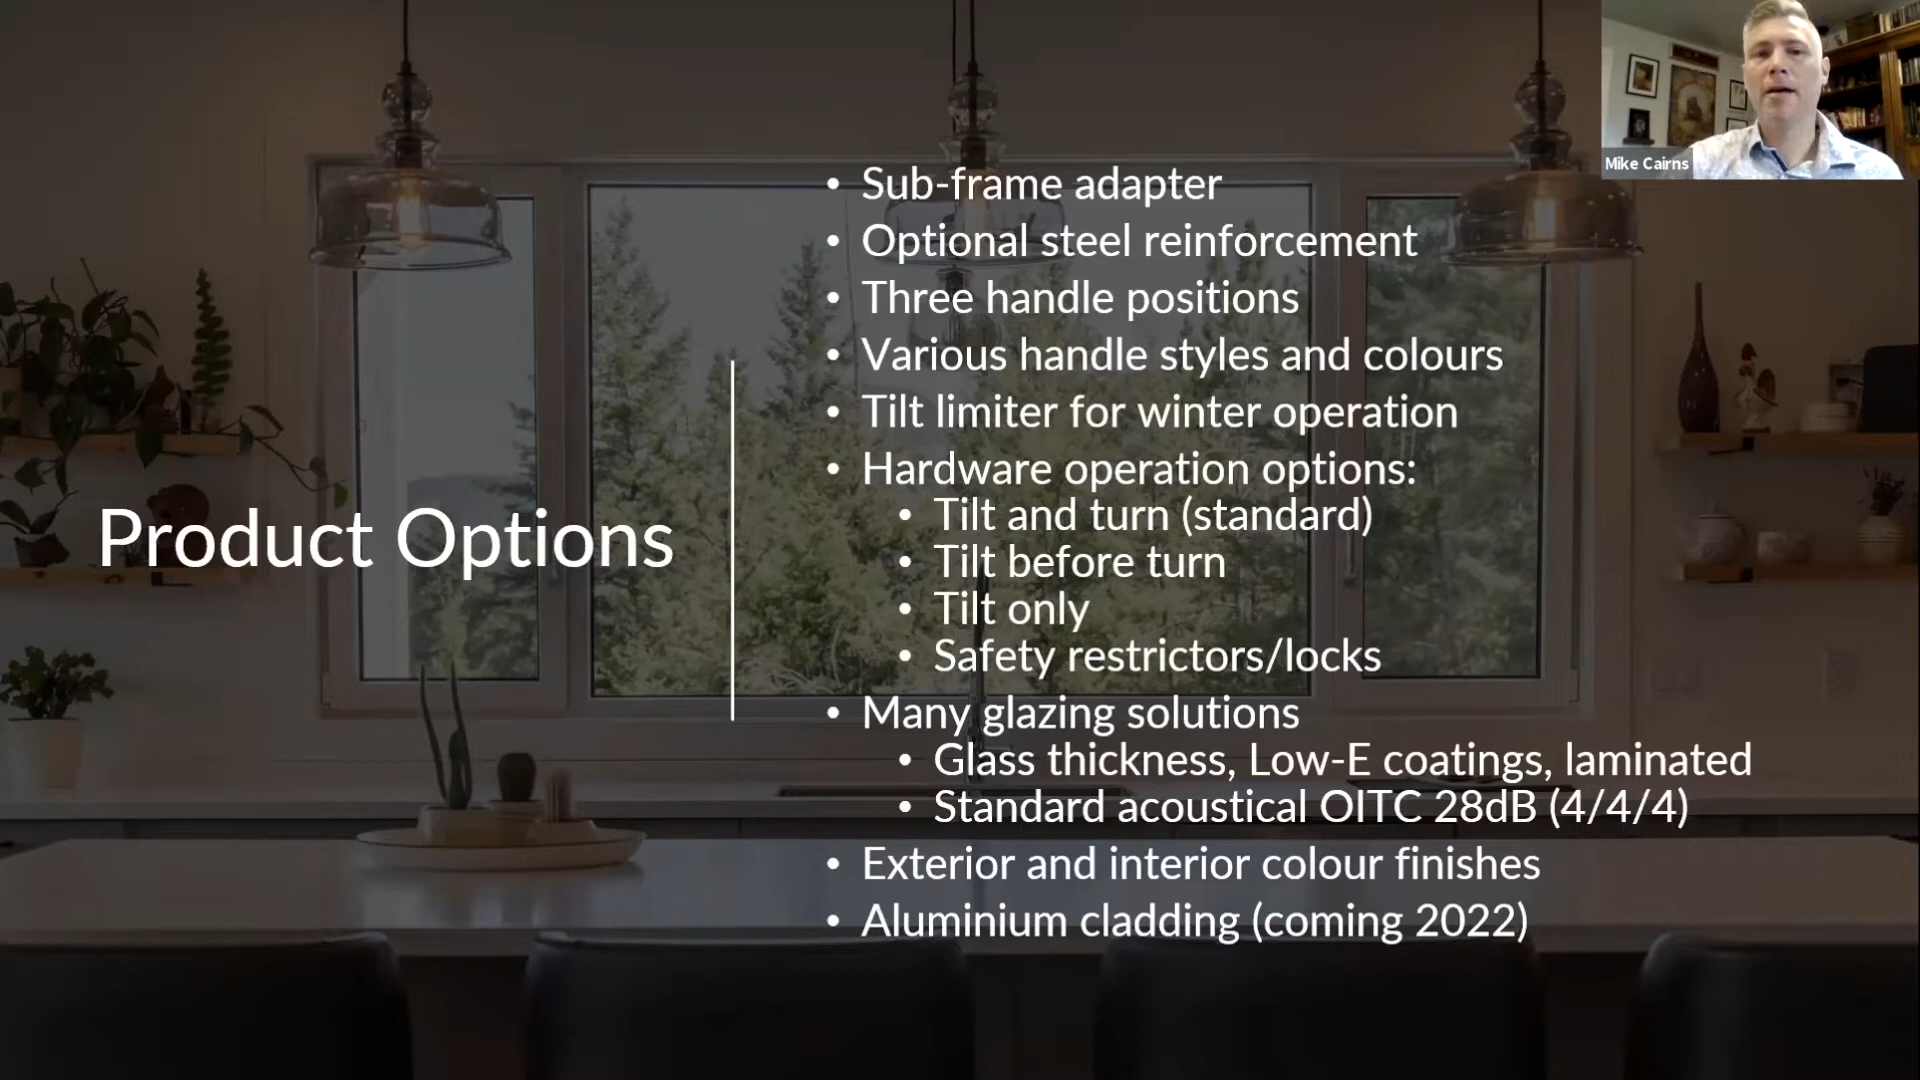 Mike Cairns
Product Options
• Sub-frame adapter
• Optional steel reinforcement
• Three handle positions
• Various handle styles and colours
• Tilt limiter for winter operation
• Hardware operation options:
• Tilt and turn (standard)
• Tilt before turn
• Tilt only
• Safety restrictors/locks
• Many glazing solutions
• Glass thickness, Low-E coatings, laminated
• Standard acoustical OITC 28dB (4/4/4)
• Exterior and interior colour finishes
• Aluminium cladding (coming 2022)